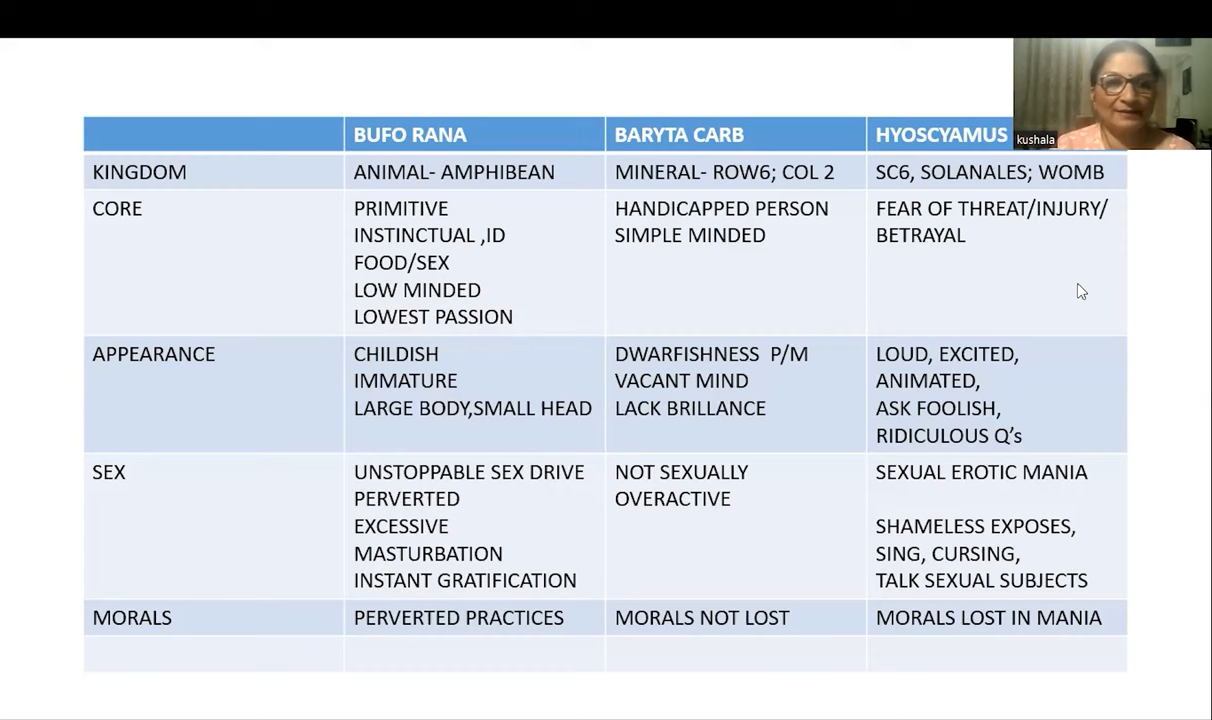 BUFO RANA
BARYTA CARB
HYOSCYAMUS
kushala
KINGDOM
ANIMAL- AMPHIBEAN
MINERAL- ROW6; COL 2
SC6, SOLANALES; WOMB
CORE
PRIMITIVE
INSTINCTUAL ,ID
FOOD/SEX
LOW MINDED
LOWEST PASSION
HANDICAPPED PERSON
SIMPLE MINDED
FEAR OF THREAT/INJURY/
BETRAYAL
APPEARANCE
CHILDISH
IMMATURE
LARGE BODY,SMALL HEAD
DWARFISHNESS  P/M
VACANT MIND
LACK BRILLANCE
LOUD, EXCITED,
ANIMATED,
ASK FOOLISH,
RIDICULOUS Q’s
SEX
UNSTOPPABLE SEX DRIVE
PERVERTED
EXCESSIVE
MASTURBATION
INSTANT GRATIFICATION
NOT SEXUALLY
OVERACTIVE
SEXUAL EROTIC MANIA
SHAMELESS EXPOSES,
SING, CURSING,
TALK SEXUAL SUBJECTS
MORALS
PERVERTED PRACTICES
MORALS NOT LOST
MORALS LOST IN MANIA